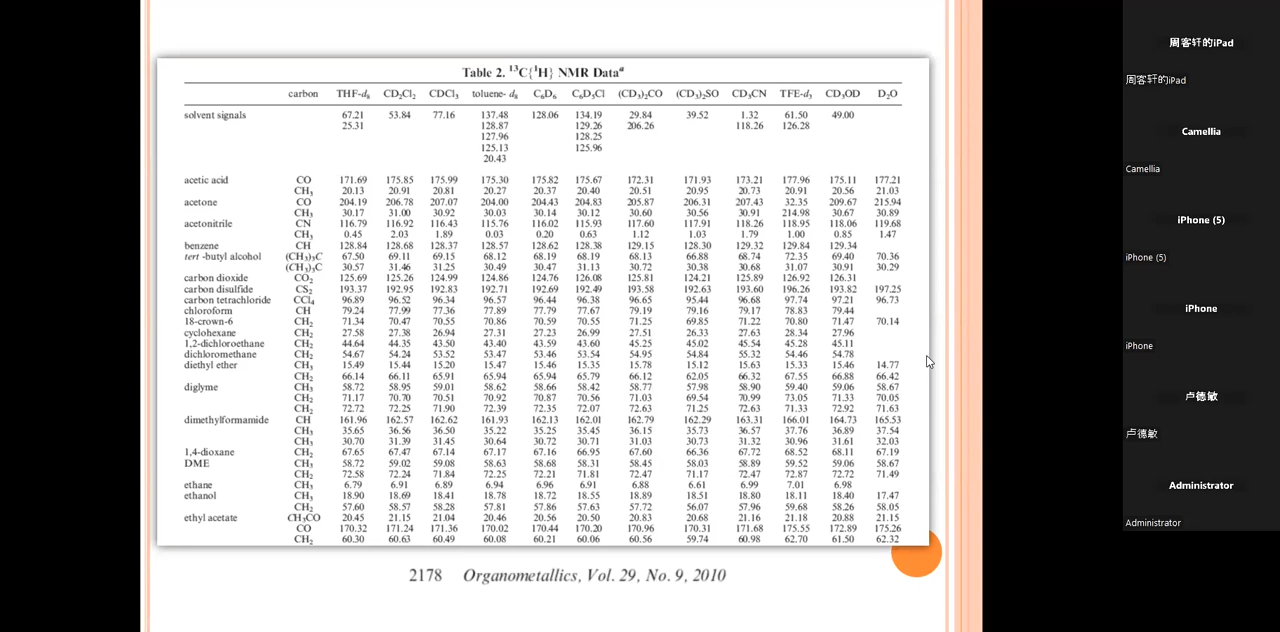 Table 2. ¹³C{¹H} NMR Dataᵃ
carbon THF-d₈ CD₂Cl₂ CDCl₃ toluene- d₈ C₆D₆ C₆D₅Cl (CD₃)₂CO (CD₃)₂SO CD₃CN TFE-d₃ CD₃OD D₂O
solvent signals 67.21 53.84 77.16 137.48 128.06 134.19 29.84 39.52 1.32 61.50 49.00
25.31 128.87 129.26 206.26 118.26 126.28
127.96 128.25
125.13 125.96
20.43
acetic acid CO 171.69 175.85 175.99 175.30 175.82 175.67 172.31 171.93 173.21 177.96 175.11 177.21
CH₃ 20.13 20.91 20.81 20.27 20.37 20.40 20.51 20.95 20.73 20.91 20.56 21.03
acetone CO 204.19 206.78 207.07 204.00 204.43 204.83 205.87 206.31 207.43 32.35 209.67 215.94
CH₃ 30.17 31.00 30.92 30.03 30.14 30.12 30.60 30.56 30.91 214.98 30.67 30.89
acetonitrile CN 116.79 116.92 116.43 115.76 116.02 115.93 117.60 117.91 118.26 118.95 118.06 119.68
CH₃ 0.45 2.03 1.89 0.03 0.20 0.63 1.12 1.03 1.79 1.00 0.85 1.47
benzene CH 128.84 128.68 128.37 128.57 128.62 128.38 129.15 128.30 129.32 129.84 129.34
tert -butyl alcohol (CH₃)₃C 67.50 69.11 69.15 68.12 68.19 68.19 68.13 66.88 68.74 72.35 69.40 70.36
(CH₃)₃C 30.57 31.46 31.25 30.49 30.47 31.13 30.72 30.38 30.68 31.07 30.91 30.29
carbon dioxide CO₂ 125.69 125.26 124.99 124.86 124.76 126.08 125.81 124.21 125.89 126.92 126.31
carbon disulfide CS₂ 193.37 192.95 192.83 192.71 192.69 192.49 193.58 192.63 193.60 196.26 193.82 197.25
carbon tetrachloride CCl₄ 96.89 96.52 96.34 96.57 96.44 96.38 96.65 95.44 96.68 97.74 97.21 96.73
chloroform CH 79.24 77.99 77.36 77.89 77.79 77.67 79.19 79.16 79.17 78.83 79.44
18-crown-6 CH₂ 71.34 70.47 70.55 70.86 70.59 70.55 71.25 69.85 71.22 70.80 71.47 70.14
cyclohexane CH₂ 27.58 27.38 26.94 27.31 27.23 26.99 27.51 26.33 27.63 28.34 27.96
1,2-dichloroethane CH₂ 44.64 44.35 43.50 43.40 43.59 43.60 45.25 45.02 45.54 45.28 45.11
dichloromethane CH₂ 54.67 54.24 53.52 53.47 53.46 53.54 54.95 54.84 55.32 54.46 54.78
diethyl ether CH₃ 15.49 15.44 15.20 15.47 15.46 15.35 15.78 15.12 15.63 15.33 15.46 14.77
CH₂ 66.14 66.11 65.91 65.94 65.94 65.79 66.12 62.05 66.32 67.55 66.88 66.42
diglyme CH₃ 58.72 58.95 59.01 58.62 58.66 58.42 58.77 57.98 58.90 59.40 59.06 58.67
CH₂ 71.17 70.70 70.51 70.92 70.87 70.56 71.03 69.54 70.99 73.05 71.33 70.05
CH₂ 72.72 72.25 71.90 72.39 72.35 72.07 72.63 71.25 72.63 71.33 72.92 71.63
dimethylformamide CH 161.96 162.57 162.62 161.93 162.13 162.01 162.79 162.29 163.31 166.01 164.73 165.53
CH₃ 35.65 36.56 36.50 35.22 35.25 35.45 36.15 35.73 36.57 37.76 36.89 37.54
CH₃ 30.70 31.39 31.45 30.64 30.72 30.71 31.03 30.73 31.32 30.96 31.61 32.03
1,4-dioxane CH₂ 67.65 67.47 67.14 67.17 67.16 66.95 67.60 66.36 67.72 68.52 68.11 67.19
DME CH₃ 58.72 59.02 59.08 58.63 58.68 58.31 58.45 58.03 58.89 59.52 59.06 58.67
CH₂ 72.58 72.24 71.84 72.25 72.21 71.81 72.47 71.17 72.47 72.87 72.72 71.49
ethane CH₃ 6.79 6.91 6.89 6.94 6.96 6.91 6.88 6.61 6.99 7.01 6.98
ethanol CH₃ 18.90 18.69 18.41 18.78 18.72 18.55 18.89 18.51 18.80 18.11 18.40 17.47
CH₂ 57.60 58.57 58.28 57.81 57.86 57.63 57.72 56.07 57.96 59.68 58.26 58.05
ethyl acetate CH₃CO 20.45 21.15 21.04 20.46 20.56 20.50 20.83 20.68 21.16 21.18 20.88 21.15
CO 170.32 171.24 171.36 170.02 170.44 170.20 170.96 170.31 171.68 175.55 172.89 175.26
CH₂ 60.30 60.63 60.49 60.08 60.21 60.06 60.56 59.74 60.98 62.70 61.50 62.32
2178 Organometallics, Vol. 29, No. 9, 2010
周客轩的iPad
周客轩的iPad
Camellia
Camellia
iPhone (5)
iPhone (5)
iPhone
iPhone
卢德敏
卢德敏
Administrator
Administrator